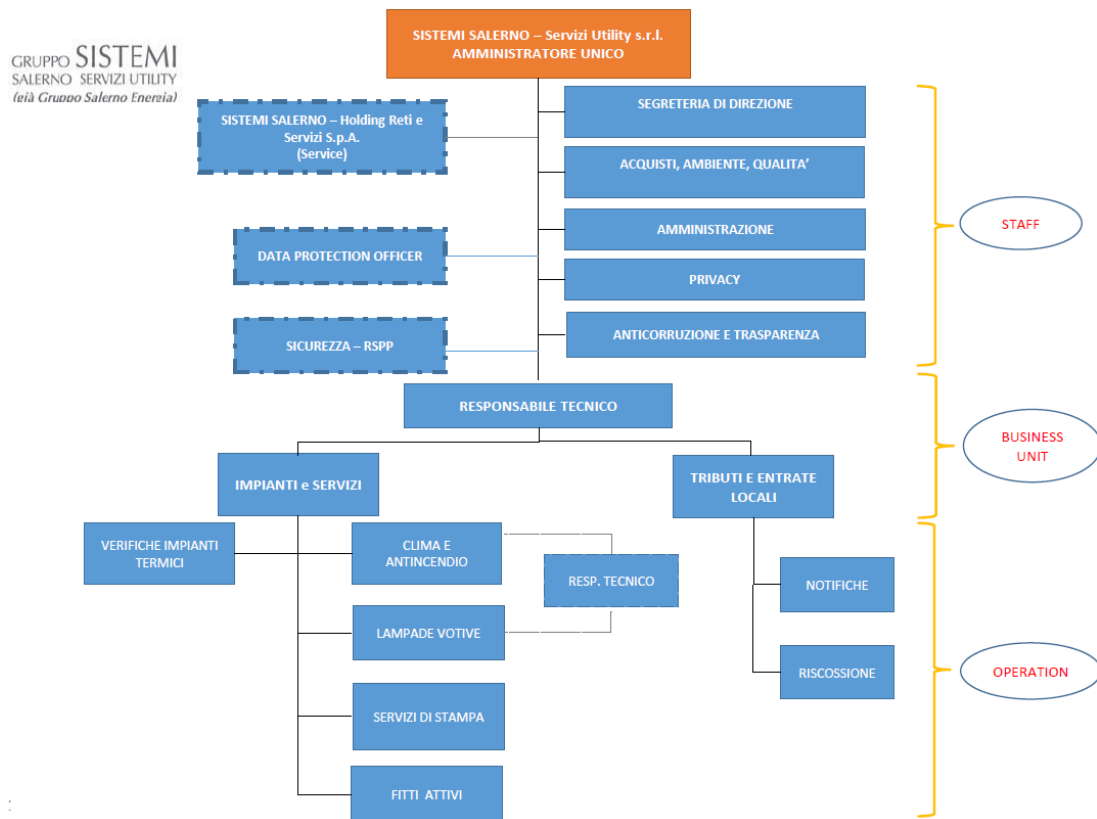 GRUPPO SISTEMI
SALERNO SERVIZI UTILITY
(già Gruppo Salerno Energia)
SISTEMI SALERNO – Servizi Utility s.r.l.
AMMINISTRATORE UNICO
SISTEMI SALERNO – Holding Reti e
Servizi S.p.A.
(Service)
SEGRETERIA DI DIREZIONE
ACQUISTI, AMBIENTE, QUALITA’
DATA PROTECTION OFFICER
AMMINISTRAZIONE
PRIVACY
SICUREZZA – RSPP
ANTICORRUZIONE E TRASPARENZA
STAFF
RESPONSABILE TECNICO
BUSINESS
UNIT
IMPIANTI e SERVIZI
TRIBUTI E ENTRATE
LOCALI
VERIFICHE IMPIANTI
TERMICI
CLIMA E
ANTINCENDIO
RESP. TECNICO
LAMPADE VOTIVE
SERVIZI DI STAMPA
FITTI ATTIVI
NOTIFICHE
RISCOSSIONE
OPERATION